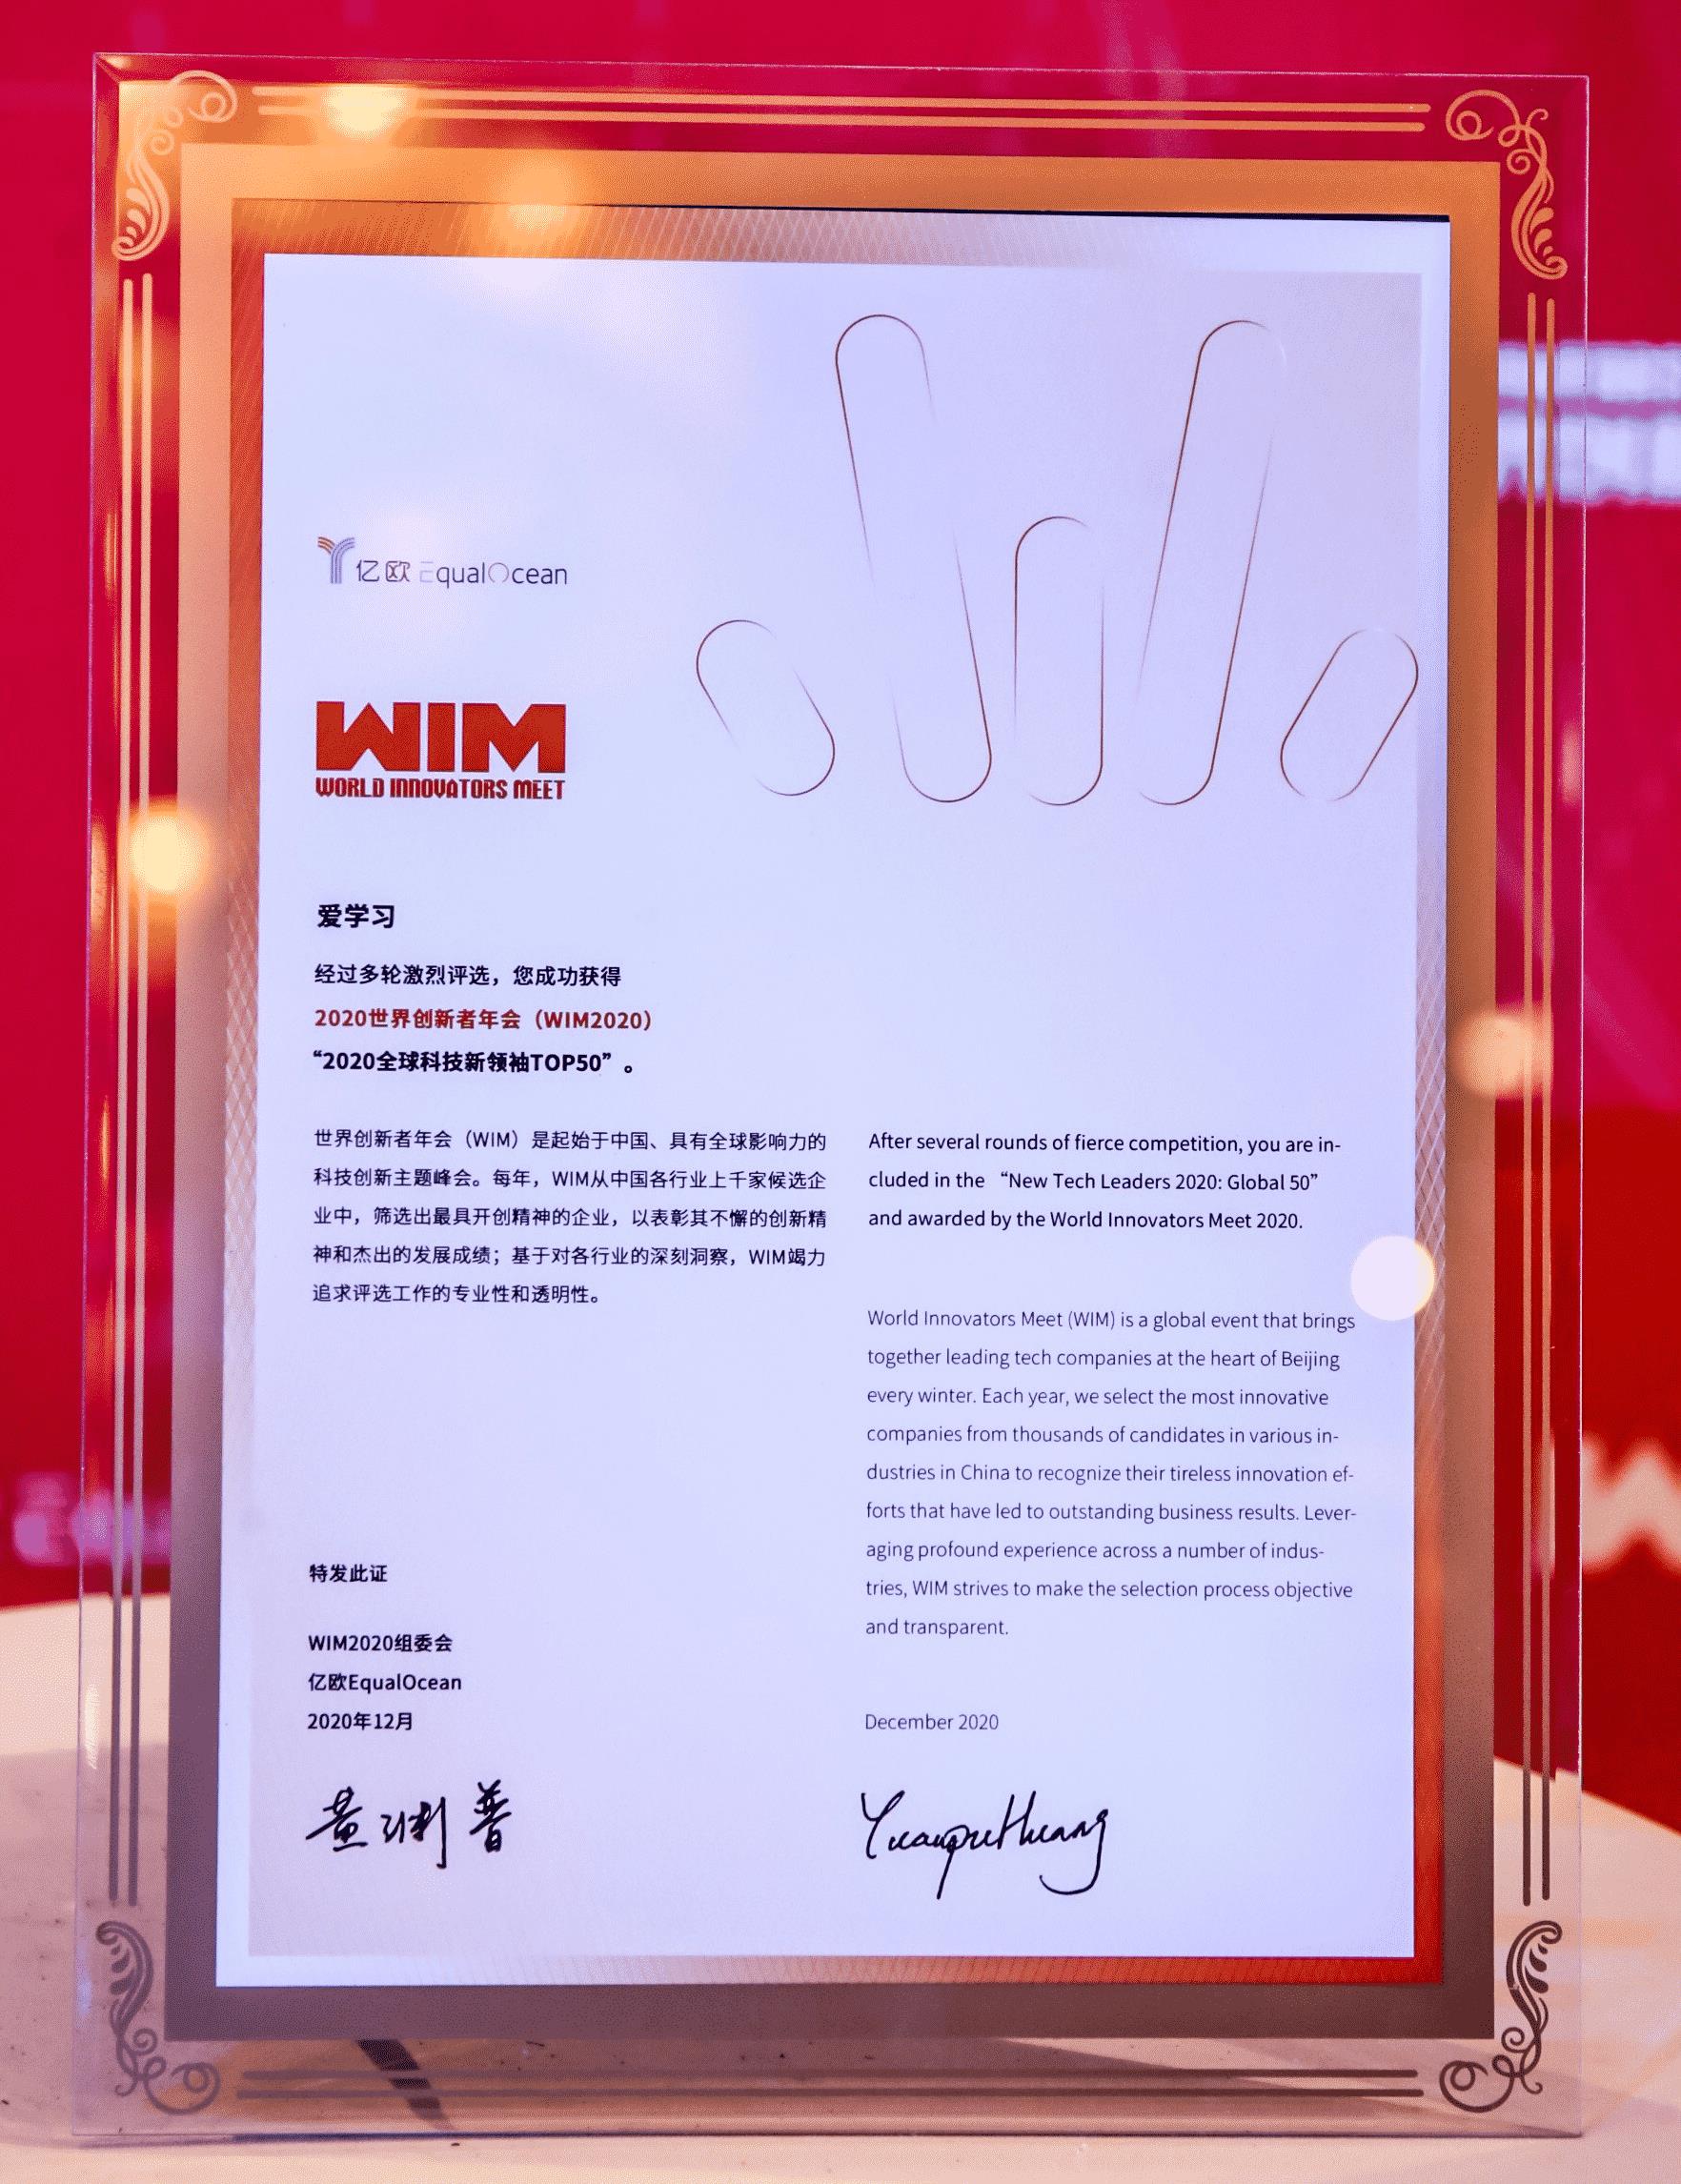 亿欧 EqualOcean
WIM
WORLD INNOVATORS MEET
爱学习
经过多轮激烈评选，您成功获得
2020世界创新者年会（WIM2020）
“2020全球科技新领袖TOP50”。
世界创新者年会（WIM）是起始于中国、具有全球影响力的
科技创新主题峰会。每年，WIM从中国各行业上千家候选企
业中，筛选出最具开创精神的企业，以表彰其不懈的创新精
神和杰出的发展成绩；基于对各行业的深刻洞察，WIM竭力
追求评选工作的专业性和透明性。
特发此证
WIM2020组委会
亿欧EqualOcean
2020年12月
黄渊普
After several rounds of fierce competition, you are in-
cluded in the “New Tech Leaders 2020: Global 50”
and awarded by the World Innovators Meet 2020.
World Innovators Meet (WIM) is a global event that brings
together leading tech companies at the heart of Beijing
every winter. Each year, we select the most innovative
companies from thousands of candidates in various in-
dustries in China to recognize their tireless innovation ef-
forts that have led to outstanding business results. Lever-
aging profound experience across a number of indus-
tries, WIM strives to make the selection process objective
and transparent.
December 2020
Yuanpu Huang